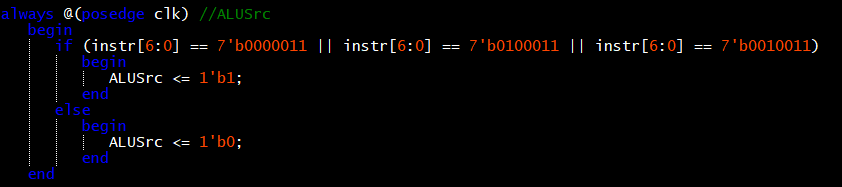 always @(posedge clk) //ALUSrc
begin
if (instr[6:0] == 7'b0000011 || instr[6:0] == 7'b0100011 || instr[6:0] == 7'b0010011)
begin
ALUSrc <= 1'b1;
end
else
begin
ALUSrc <= 1'b0;
end
end